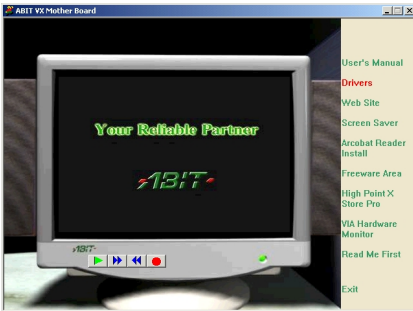 ABIT VX Mother Board
Your Reliable Partner
ABIT
ABIT
User's Manual
Drivers
Web Site
Screen Saver
Arcobat Reader
Install
Freeware Area
High Point X
Store Pro
VIA Hardware
Monitor
Read Me First
Exit